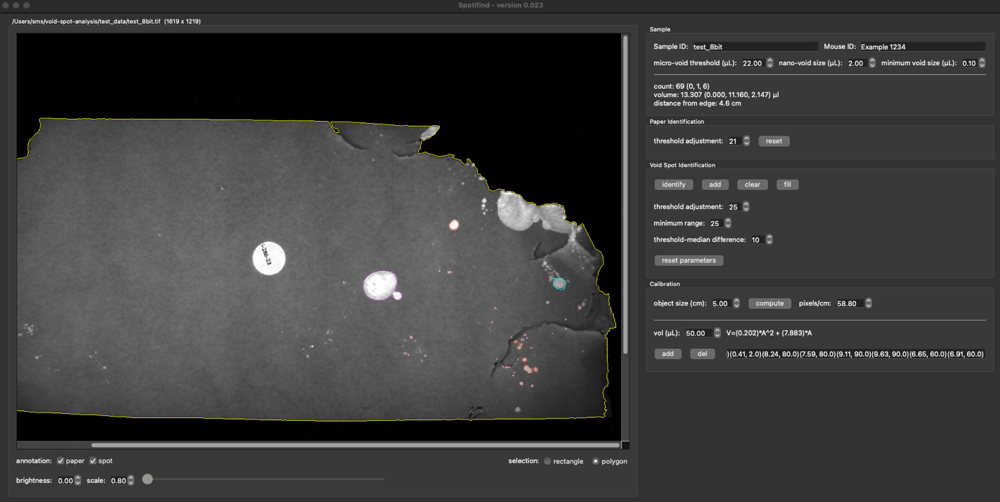 Spotifind - version 0.023
/Users/sms/void-spot-analysis/test_data/test_8bit.tif (1619 x 1219)
Sample
Sample ID: test_8bit Mouse ID: Example 1234
micro-void threshold (µL): 22.00 nano-void size (µL): 2.00 minimum void size (µL): 0.10
count: 69 (0, 1, 6)
volume: 13.307 (0.000, 11.160, 2.147) µl
distance from edge: 4.6 cm
Paper Identification
threshold adjustment: 21 reset
Void Spot Identification
identify add clear fill
threshold adjustment: 25
minimum range: 25
threshold-median difference: 10
reset parameters
Calibration
object size (cm): 5.00 compute pixels/cm: 58.80
vol (µL): 50.00 V=(0.202)*A^2 + (7.883)*A
add del )(0.41, 2.0)(8.24, 80.0)(7.59, 80.0)(9.11, 90.0)(9.63, 90.0)(6.65, 60.0)(6.91, 60.0)
annotation: paper spot selection: rectangle polygon
brightness: 0.00 scale: 0.80